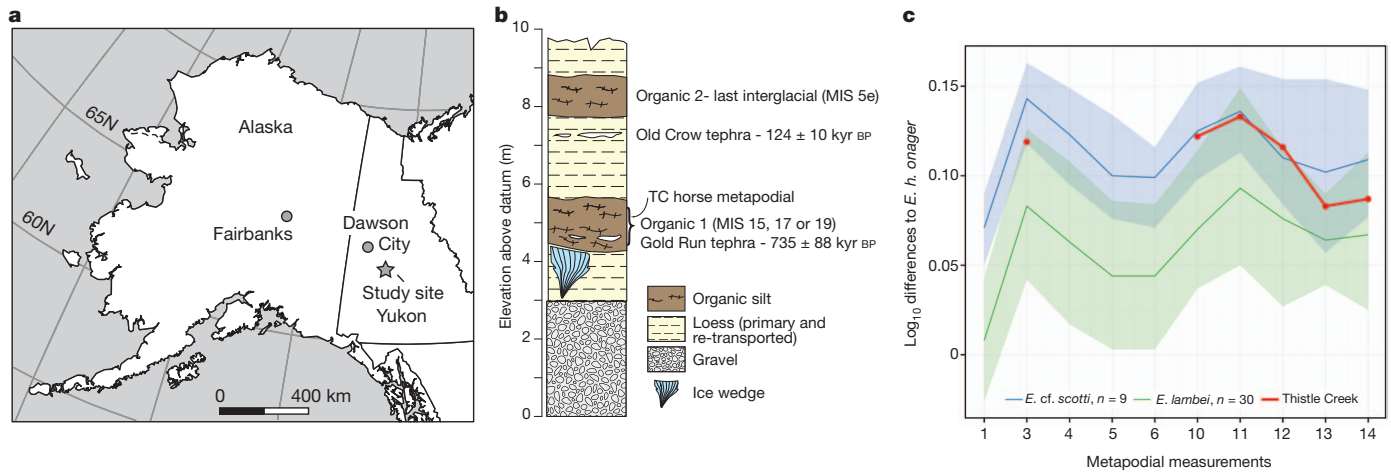 a
65N
60N
Alaska
Fairbanks
Dawson
City
Study site
Yukon
0 400 km
b
Elevation above datum (m)
10
8
6
4
2
0
Organic 2- last interglacial (MIS 5e)
Old Crow tephra - 124 ± 10 kyr BP
TC horse metapodial
Organic 1 (MIS 15, 17 or 19)
Gold Run tephra - 735 ± 88 kyr BP
Organic silt
Loess (primary and
re-transported)
Gravel
Ice wedge
c
Log10 differences to E. h. onager
0.15
0.10
0.05
0
E. cf. scotti, n = 9 E. lambei, n = 30 Thistle Creek
1 3 4 5 6 10 11 12 13 14
Metapodial measurements